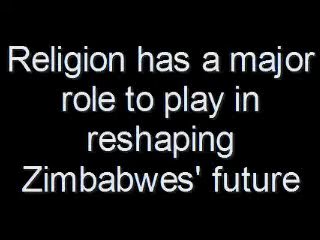 Religion has a major
role to play in
reshaping
Zimbabwes' future